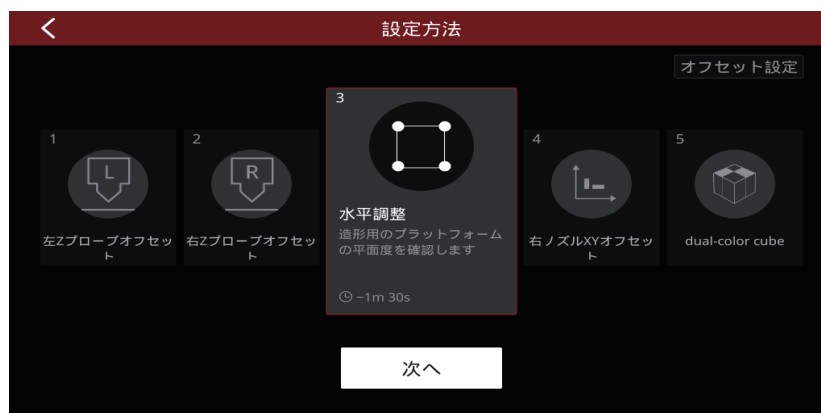 設定方法
オフセット設定
1
L
左Zプローブオフセッ
ト
2
R
右Zプローブオフセッ
ト
3
水平調整
造形用のプラットフォーム
の平面度を確認します
~1m 30s
4
右ノズルXYオフセッ
ト
5
dual-color cube
次へ